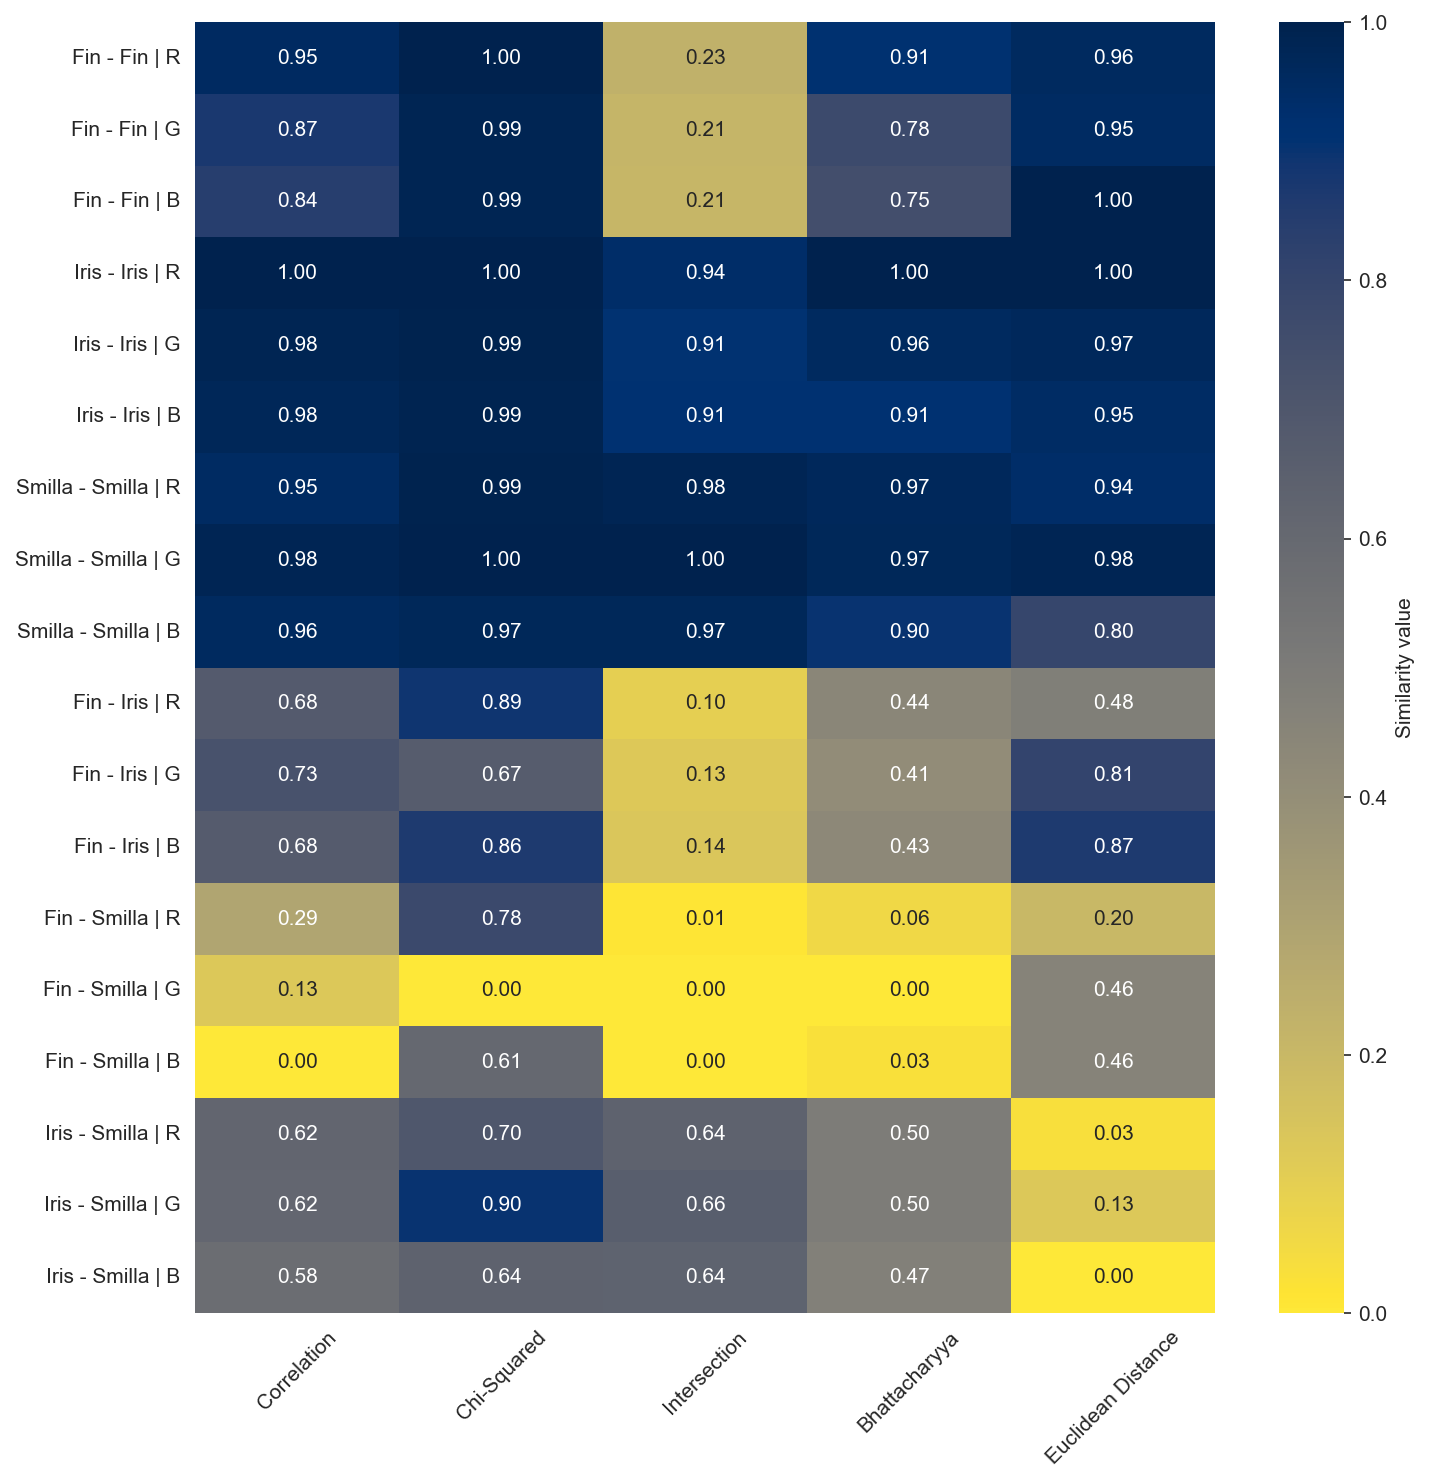 Fin - Fin | R 0.95 1.00 0.23 0.91 0.96
Fin - Fin | G 0.87 0.99 0.21 0.78 0.95
Fin - Fin | B 0.84 0.99 0.21 0.75 1.00
Iris - Iris | R 1.00 1.00 0.94 1.00 1.00
Iris - Iris | G 0.98 0.99 0.91 0.96 0.97
Iris - Iris | B 0.98 0.99 0.91 0.91 0.95
Smilla - Smilla | R 0.95 0.99 0.98 0.97 0.94
Smilla - Smilla | G 0.98 1.00 1.00 0.97 0.98
Smilla - Smilla | B 0.96 0.97 0.97 0.90 0.80
Fin - Iris | R 0.68 0.89 0.10 0.44 0.48
Fin - Iris | G 0.73 0.67 0.13 0.41 0.81
Fin - Iris | B 0.68 0.86 0.14 0.43 0.87
Fin - Smilla | R 0.29 0.78 0.01 0.06 0.20
Fin - Smilla | G 0.13 0.00 0.00 0.00 0.46
Fin - Smilla | B 0.00 0.61 0.00 0.03 0.46
Iris - Smilla | R 0.62 0.70 0.64 0.50 0.03
Iris - Smilla | G 0.62 0.90 0.66 0.50 0.13
Iris - Smilla | B 0.58 0.64 0.64 0.47 0.00
Correlation
Chi-Squared
Intersection
Bhattacharyya
Euclidean Distance
1.0
0.8
0.6
0.4
0.2
0.0
Similarity value